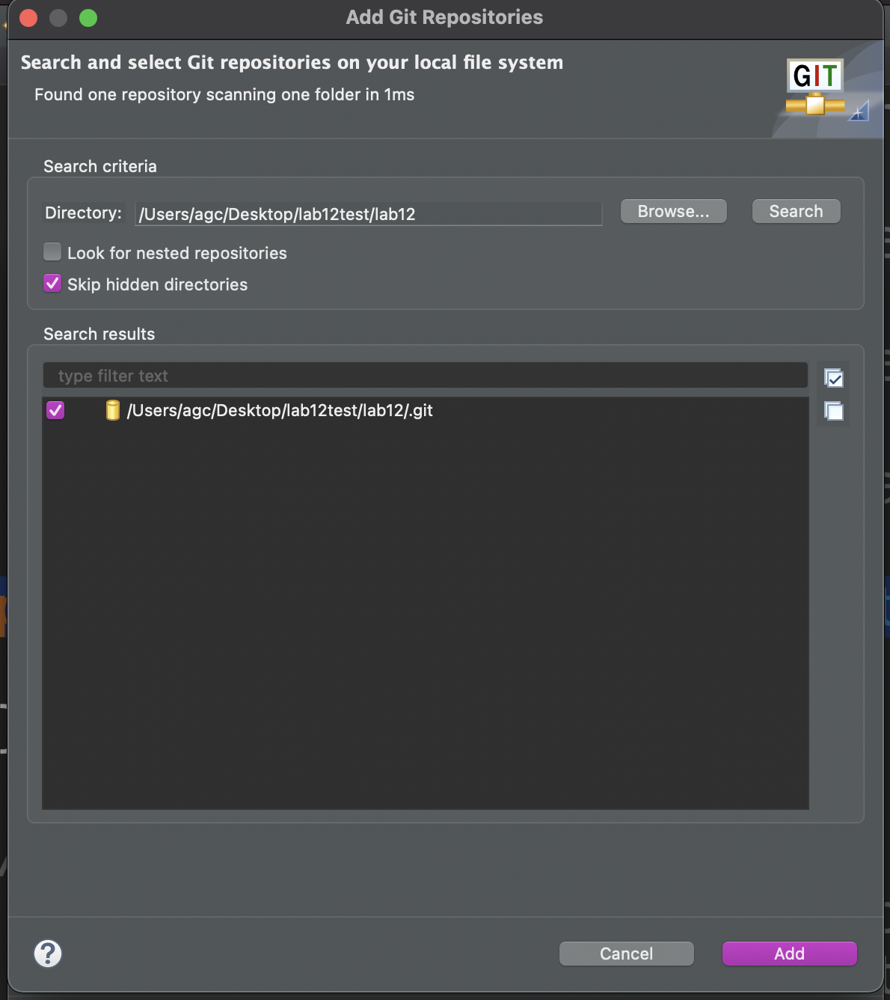 Add Git Repositories
Search and select Git repositories on your local file system
Found one repository scanning one folder in 1ms
GIT
Search criteria
Directory: /Users/agc/Desktop/lab12test/lab12 Browse... Search
Look for nested repositories
Skip hidden directories
Search results
type filter text
/Users/agc/Desktop/lab12test/lab12/.git
? Cancel Add